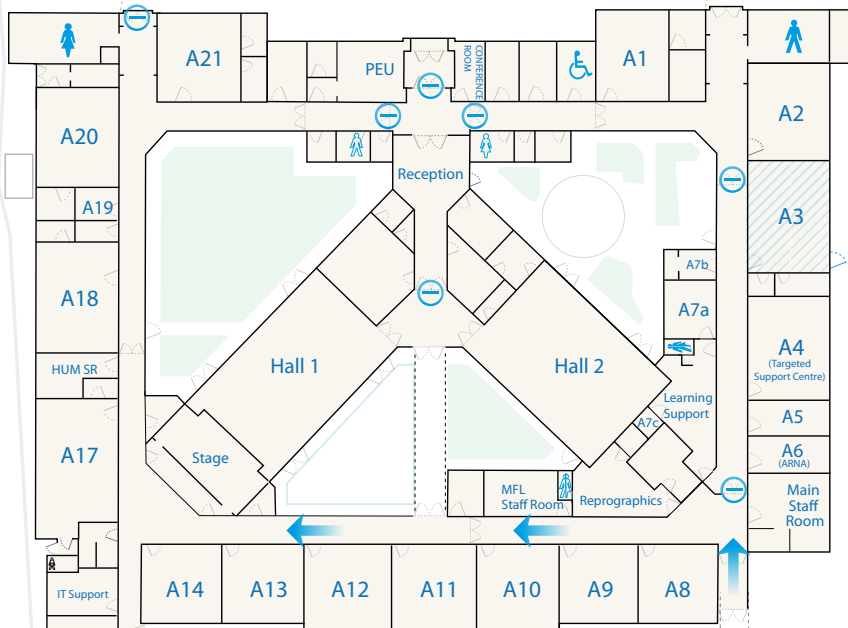 A21
PEU
CONFERENCE
ROOM
A1
A20
A2
Reception
A19
A3
A7b
A18
A7a
A4
(Targeted
Support Centre)
HUM SR
Hall 1
Hall 2
Learning
Support
A5
A7c
A17
Stage
A6
(ARNA)
MFL
Staff Room
Reprographics
Main
Staff
Room
IT Support
A14
A13
A12
A11
A10
A9
A8